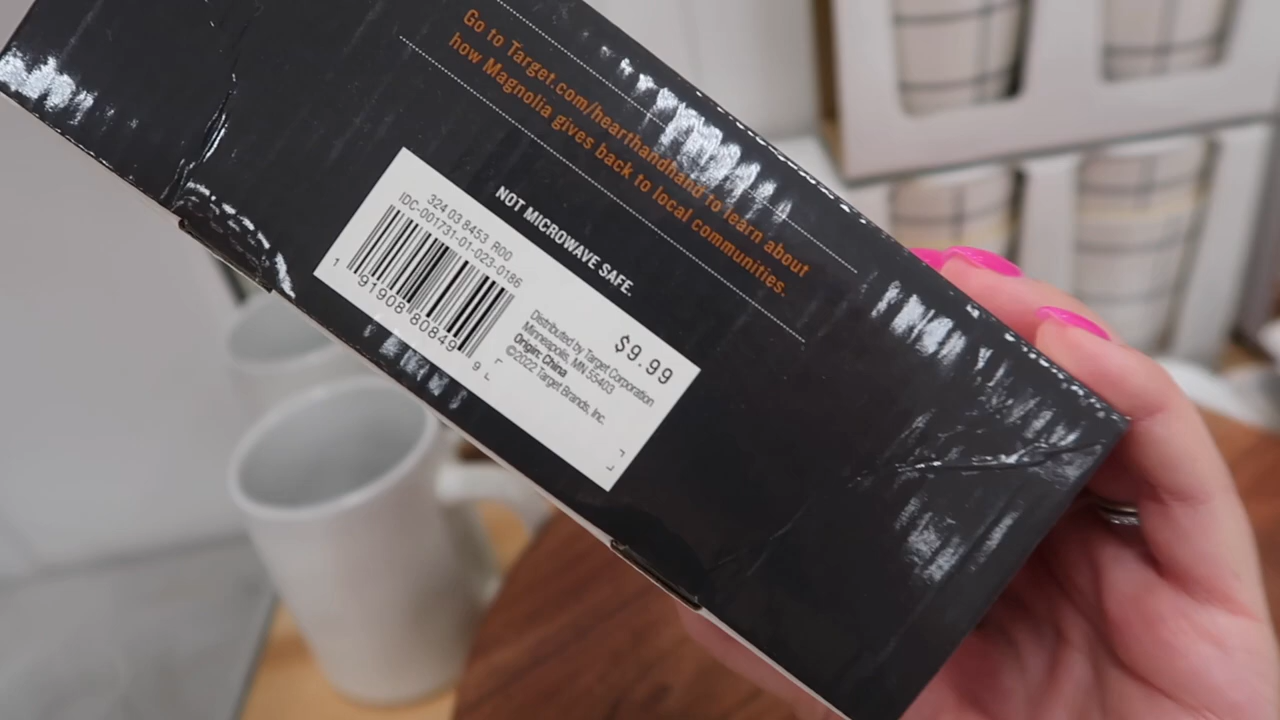 Go to Target.com/hearthandhand to learn about
how Magnolia gives back to local communities.
NOT MICROWAVE SAFE.
324 03 8453 R00
IDC-001731-01-023-0186
1 91908 80849 9
$9.99
Distributed by Target Corporation
Minneapolis, MN 55403
Origin: China
©2022 Target Brands, Inc.